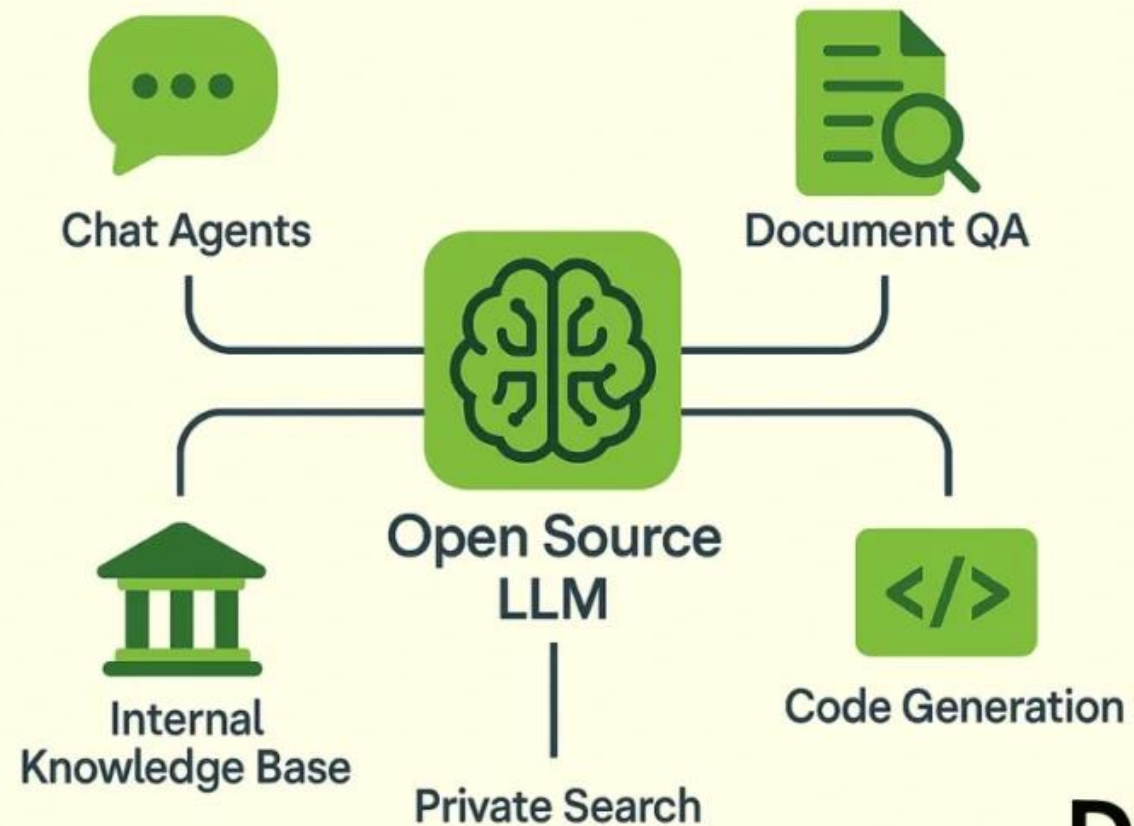 Chat Agents
Document QA
Open Source
LLM
Internal
Knowledge Base
</>
Code Generation
Private Search